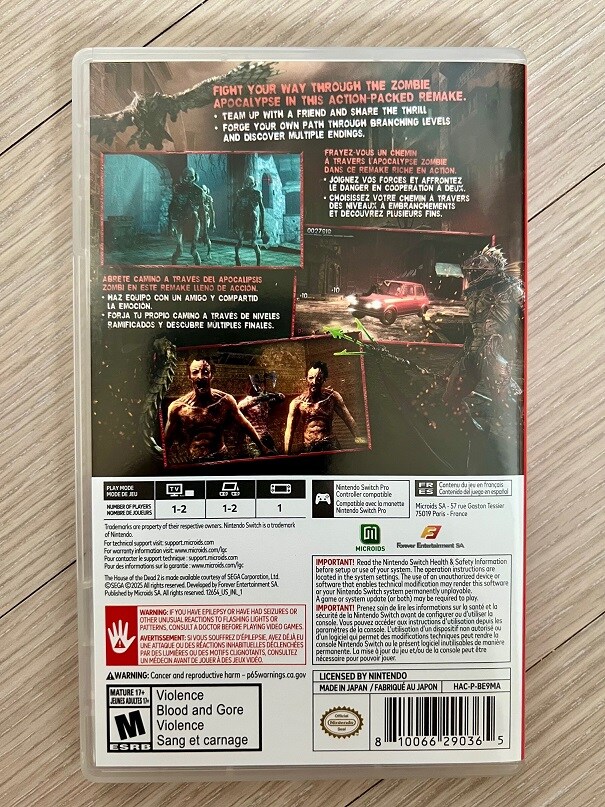 FIGHT YOUR WAY THROUGH THE ZOMBIE
APOCALYPSE IN THIS ACTION-PACKED REMAKE.
• TEAM UP WITH A FRIEND AND SHARE THE THRILL
• FORGE YOUR OWN PATH THROUGH BRANCHING LEVELS
AND DISCOVER MULTIPLE ENDINGS.
FRAYEZ-VOUS UN CHEMIN
À TRAVERS L'APOCALYPSE ZOMBIE
DANS CE REMAKE RICHE EN ACTION.
• JOIGNEZ VOS FORCES ET AFFRONTEZ
LE DANGER EN COOPÉRATION À DEUX.
• CHOISISSEZ VOTRE CHEMIN À TRAVERS
DES NIVEAUX À EMBRANCHEMENTS
ET DÉCOUVREZ PLUSIEURS FINS.
0027910
+10
+10
ÁBRETE CAMINO A TRAVÉS DEL APOCALIPSIS
ZOMBI EN ESTE REMAKE LLENO DE ACCIÓN.
• HAZ EQUIPO CON UN AMIGO Y COMPARTID
LA EMOCIÓN.
• FORJA TU PROPIO CAMINO A TRAVÉS DE NIVELES
RAMIFICADOS Y DESCUBRE MÚLTIPLES FINALES.
PLAY MODE
MODE DE JEU
TV
NUMBER OF PLAYERS
NOMBRE DE JOUEURS
1-2
1-2
1
Nintendo Switch Pro
Controller compatible
Compatible avec la manette
Nintendo Switch Pro
FR
ES
Contenu du jeu en français
Contenido del juego en español
Microids SA - 57 rue Gaston Tessier
75019 Paris - France
Trademarks are property of their respective owners. Nintendo Switch is a trademark
of Nintendo.
For technical support visit: support.microids.com
For warranty information visit: www.microids.com/lgc
Pour contacter le support technique : support.microids.com
Pour des informations sur la garantie : www.microids.com/lgc
MICROIDS
Forever Entertainment SA.
The House of the Dead 2 is made available courtesy of SEGA Corporation, Ltd.
©SEGA ©2025 All rights reserved. Developed by Forever Entertainment SA.
Published by Microids SA. All rights reserved. 12654_US_INL_1
IMPORTANT! Read the Nintendo Switch Health & Safety Information
before setup or use of your system. The operation instructions are
located in the system settings. The use of an unauthorized device or
software that enables technical modification may render this software
or your Nintendo Switch system permanently unplayable.
A game or system update (or both) may be required to play.
IMPORTANT! Prenez soin de lire les informations sur la santé et la
sécurité de la Nintendo Switch avant de configurer ou d'utiliser la
console. Vous pouvez accéder aux instructions d'utilisation depuis les
paramètres de la console. L'utilisation d'un dispositif non autorisé ou
d'un logiciel qui permet des modifications techniques peut rendre la
console Nintendo Switch ou le présent logiciel inutilisables de manière
permanente. La mise à jour du jeu et/ou de la console peut être
nécessaire pour pouvoir jouer.
WARNING: IF YOU HAVE EPILEPSY OR HAVE HAD SEIZURES OR
OTHER UNUSUAL REACTIONS TO FLASHING LIGHTS OR
PATTERNS, CONSULT A DOCTOR BEFORE PLAYING VIDEO GAMES.
AVERTISSEMENT: SI VOUS SOUFFREZ D'ÉPILEPSIE, AVEZ DÉJÀ EU
UNE ATTAQUE OU DES RÉACTIONS INHABITUELLES DÉCLENCHÉES
PAR DES LUMIÈRES OU DES MOTIFS CLIGNOTANTS, CONSULTEZ
UN MÉDECIN AVANT DE JOUER À DES JEUX VIDÉO.
WARNING: Cancer and reproductive harm - p65warnings.ca.gov
MATURE 17+
JEUNES ADULTES 17+
M
ESRB
Violence
Blood and Gore
Violence
Sang et carnage
LICENSED BY NINTENDO
MADE IN JAPAN / FABRIQUÉ AU JAPON
HAC-P-BE9MA
Official
Nintendo
Seal
8 10066 29036 5